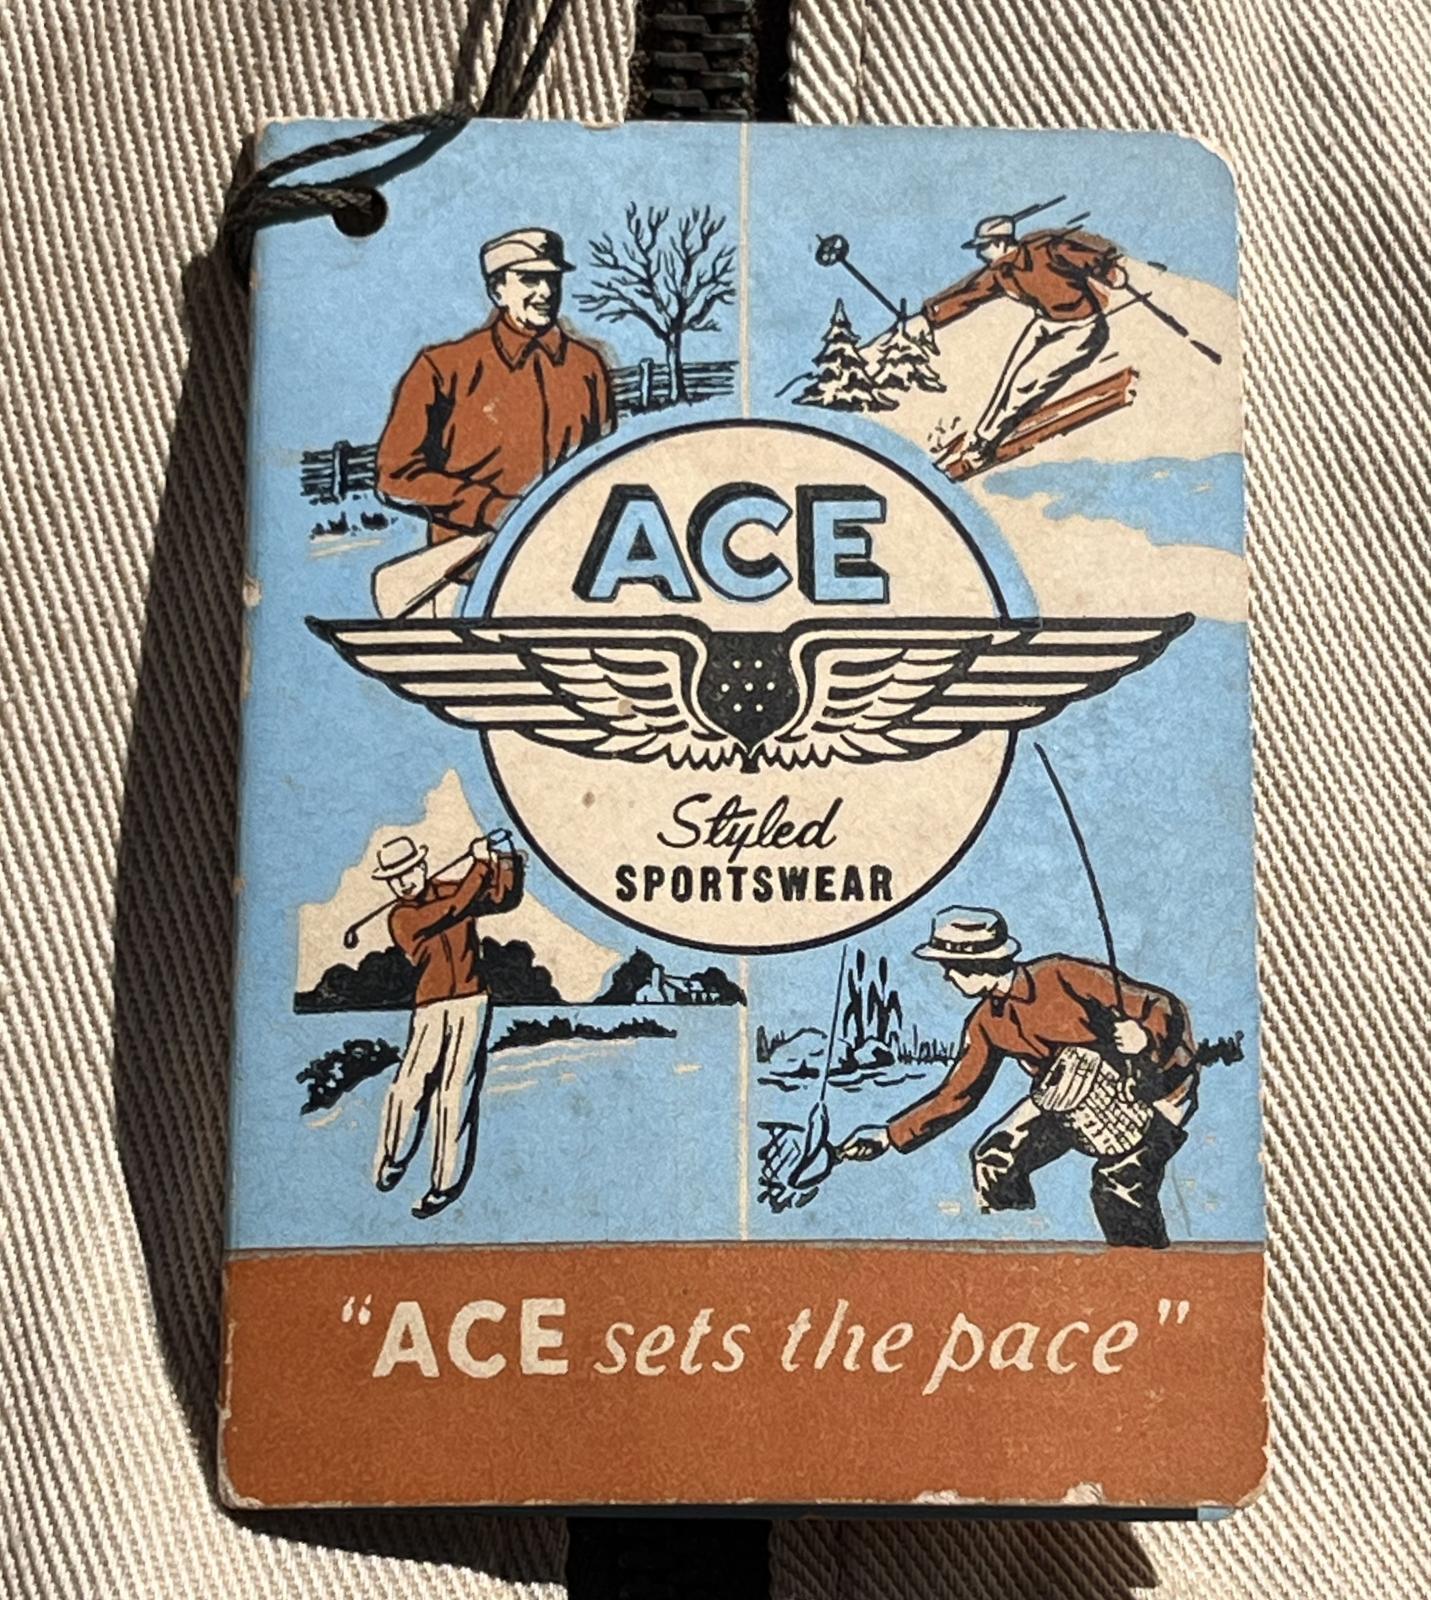 ACE
Styled
SPORTSWEAR
"ACE sets the pace"